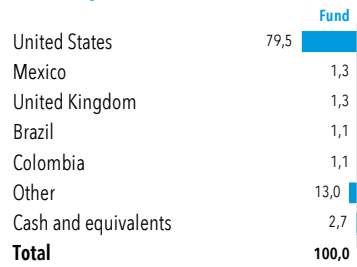 Fund
United States 79,5
Mexico 1,3
United Kingdom 1,3
Brazil 1,1
Colombia 1,1
Other 13,0
Cash and equivalents 2,7
Total 100,0